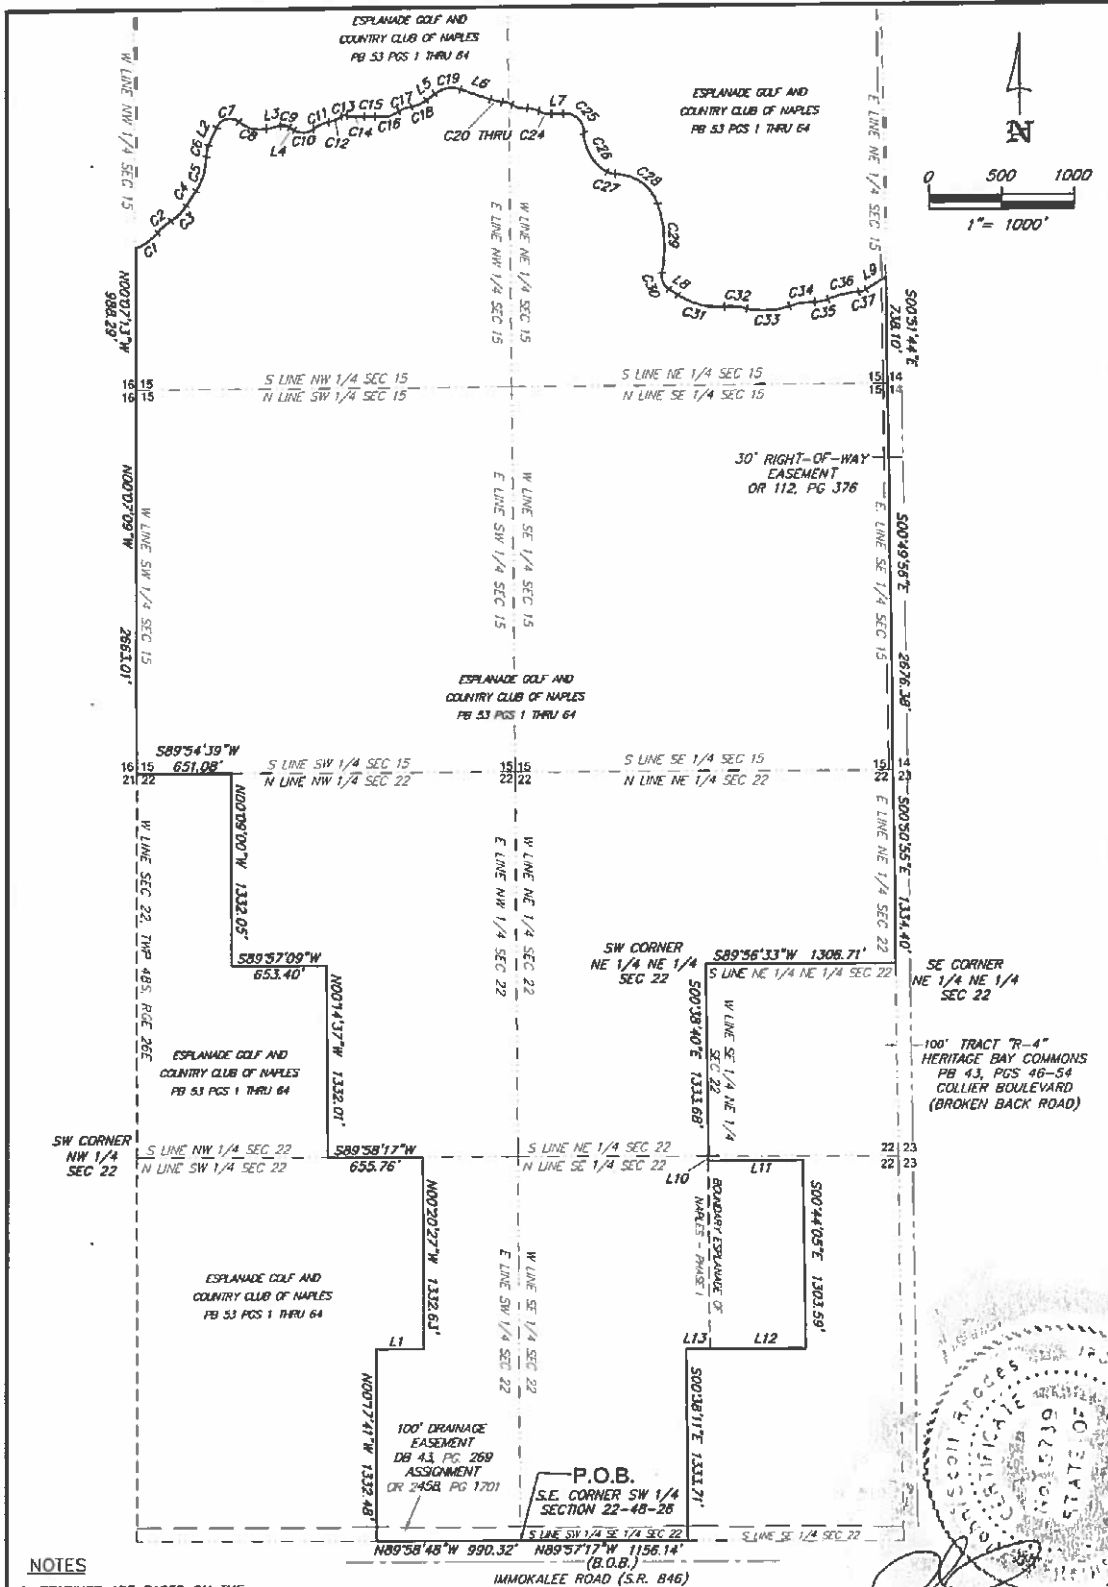 ESPLANADE GOLF AND
COUNTRY CLUB OF NAPLES
PB 53 PGS 1 THRU 64
ESPLANADE GOLF AND
COUNTRY CLUB OF NAPLES
PB 53 PGS 1 THRU 64
N
0 500 1000
1"= 1000'
W LINE NW 1/4 SEC 15
E LINE NE 1/4 SEC 15
C1
C2
C3
C4
C5
C6
L2
C7
C8
L3
C9
L4
C10
C11
C12
C13
C14
C15
C16
C17
C18
L5
C19
L6
C20 THRU C24
L7
C25
C26
C27
C28
C29
C30
L8
C31
C32
C33
C34
C35
C36
C37
L9
E LINE NW 1/4 SEC 15
W LINE NE 1/4 SEC 15
N00°07'13"W
988.29'
S00°51'44"E
738.10'
S LINE NW 1/4 SEC 15
N LINE SW 1/4 SEC 15
S LINE NE 1/4 SEC 15
N LINE SE 1/4 SEC 15
16 15
16 15
15 14
15 14
30' RIGHT-OF-WAY
EASEMENT
OR 112, PG 376
N00°07'09"W
2663.01'
W LINE SW 1/4 SEC 15
E LINE SW 1/4 SEC 15
W LINE SE 1/4 SEC 15
E LINE SE 1/4 SEC 15
S00°49'56"E
2676.38'
ESPLANADE GOLF AND
COUNTRY CLUB OF NAPLES
PB 53 PGS 1 THRU 64
S89°54'39"W
651.08'
S LINE SW 1/4 SEC 15
N LINE NW 1/4 SEC 22
S LINE SE 1/4 SEC 15
N LINE NE 1/4 SEC 22
16 15
21 22
15 15
22 22
15 14
22 23
W LINE SEC 22, TWP 48S, RGE 26E
N00°09'00"W 1332.05'
E LINE NW 1/4 SEC 22
W LINE NE 1/4 SEC 22
E LINE NE 1/4 SEC 22
S00°50'55"E 1334.40'
S89°57'09"W
653.40'
SW CORNER
NE 1/4 NE 1/4
SEC 22
S89°56'33"W 1306.71'
S LINE NE 1/4 NE 1/4 SEC 22
SE CORNER
NE 1/4 NE 1/4
SEC 22
N00°14'37"W 1332.01'
S00°38'40"E 1333.68'
W LINE SE 1/4 NE 1/4
SEC 22
100' TRACT "R-4"
HERITAGE BAY COMMONS
PB 43, PGS 46-54
COLLIER BOULEVARD
(BROKEN BACK ROAD)
ESPLANADE GOLF AND
COUNTRY CLUB OF NAPLES
PB 53 PGS 1 THRU 64
SW CORNER
NW 1/4
SEC 22
S LINE NW 1/4 SEC 22
N LINE SW 1/4 SEC 22
S89°58'17"W
655.76'
S LINE NE 1/4 SEC 22
N LINE SE 1/4 SEC 22
22 23
22 23
L10
L11
N00°20'27"W 1332.63'
E LINE SW 1/4 SEC 22
W LINE SE 1/4 SEC 22
BOUNDARY ESPLANADE OF
NAPLES - PHASE 1
S00°44'05"E 1303.59'
ESPLANADE GOLF AND
COUNTRY CLUB OF NAPLES
PB 53 PGS 1 THRU 64
L1
L13
L12
N00°17'41"W 1332.48'
100' DRAINAGE
EASEMENT
DB 43, PG 269
ASSIGNMENT
OR 2458, PG 1701
S00°38'11"E 1333.71'
P.O.B.
S.E. CORNER SW 1/4
SECTION 22-48-26
S LINE SW 1/4 SE 1/4 SEC 22
S LINE SE 1/4 SEC 22
N89°58'48"W 990.32'
N89°57'17"W 1156.14'
(B.O.B.)
IMMOKALEE ROAD (S.R. 846)
Scott Rhodes
CERTIFICATE
No. 5739
STATE OF
NOTES